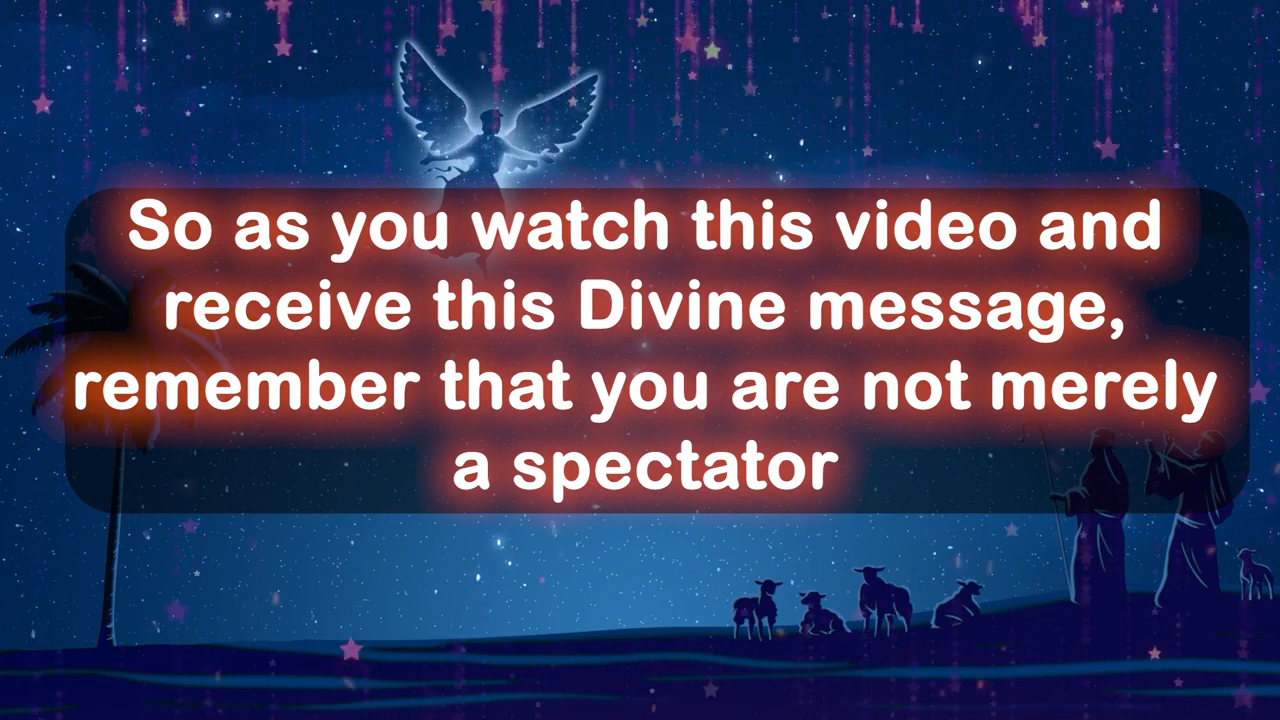 So as you watch this video and
receive this Divine message,
remember that you are not merely
a spectator